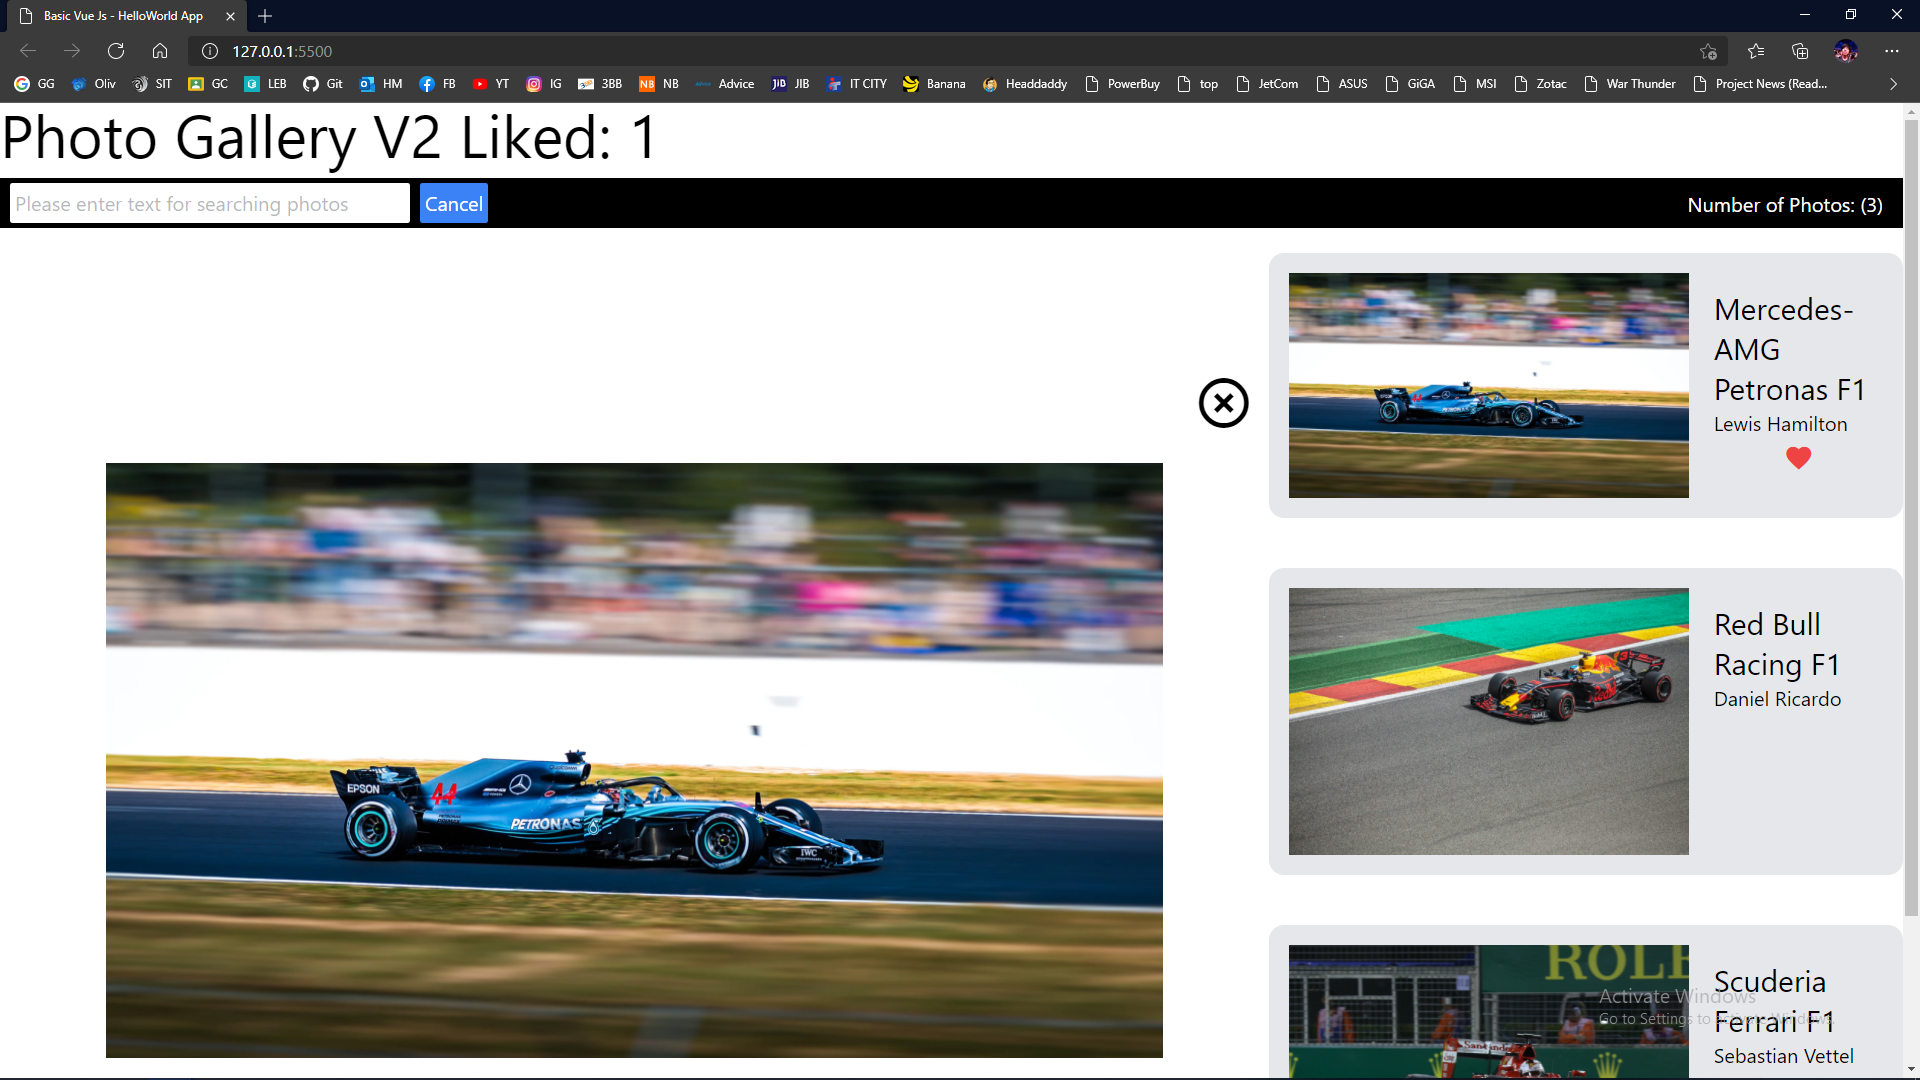 Basic Vue Js - HelloWorld App
127.0.0.1:5500
GG Oliv SIT GC LEB Git HM FB YT IG 3BB NB Advice JIB IT CITY Banana Headdaddy PowerBuy top JetCom ASUS GiGA MSI Zotac War Thunder Project News (Read...
Photo Gallery V2 Liked: 1
Please enter text for searching photos Cancel Number of Photos: (3)
Mercedes-
AMG
Petronas F1
Lewis Hamilton
EPSON
44
PETRONAS
IWC
Red Bull
Racing F1
Daniel Ricardo
ROLE
Santander
Scuderia
Ferrari F1
Sebastian Vettel
Activate Windows
Go to Settings to activate Windows.